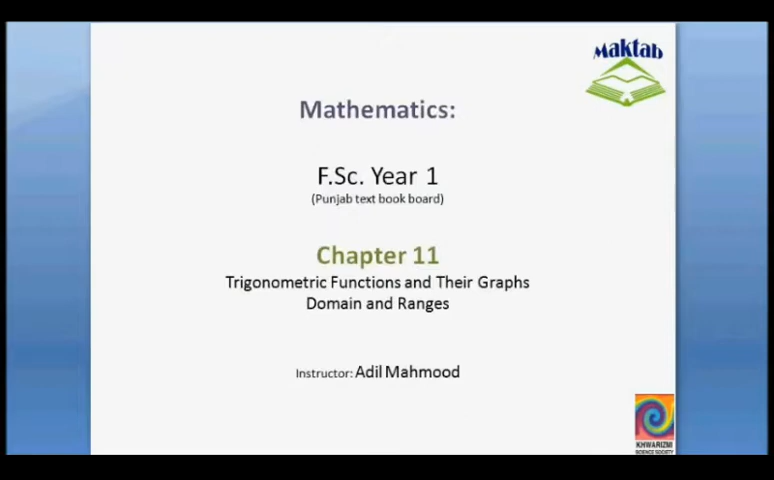 Maktab
Mathematics:
F.Sc. Year 1
(Punjab text book board)
Chapter 11
Trigonometric Functions and Their Graphs
Domain and Ranges
Instructor: Adil Mahmood
KHWARIZMI
SCIENCE SOCIETY